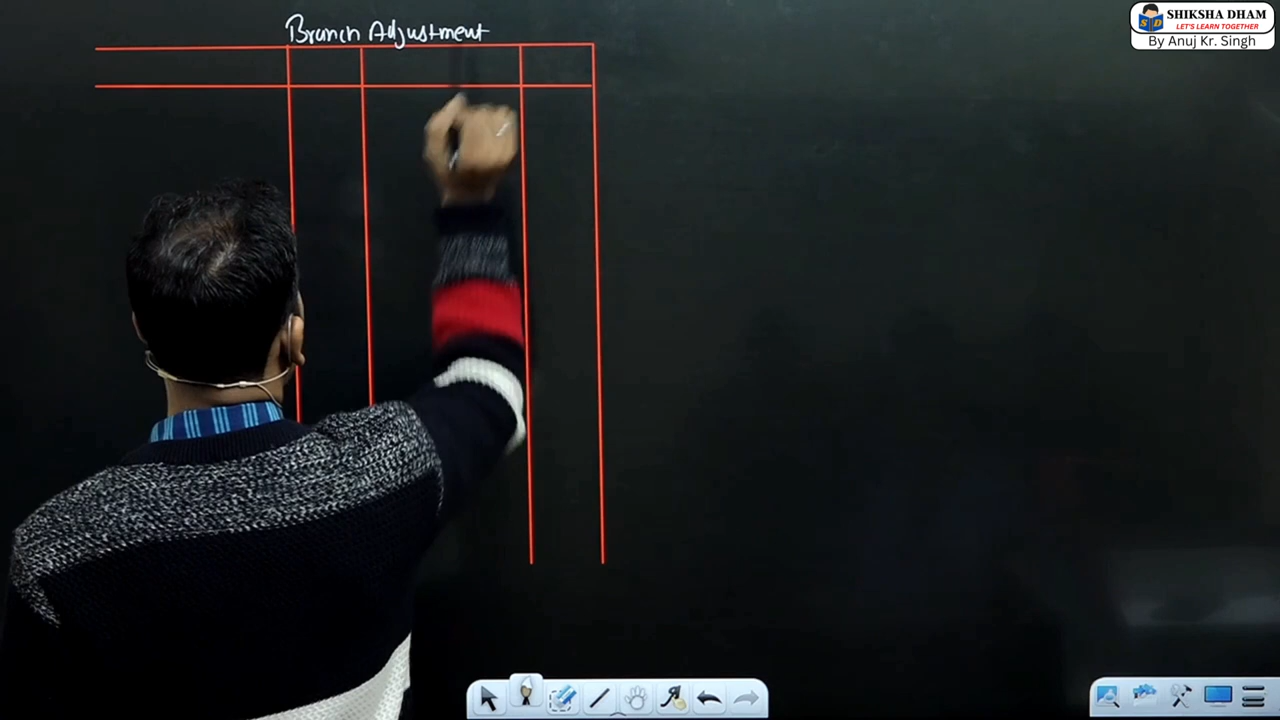 Branch Adjustment
SHIKSHA DHAM
LET'S LEARN TOGETHER
By Anuj Kr. Singh